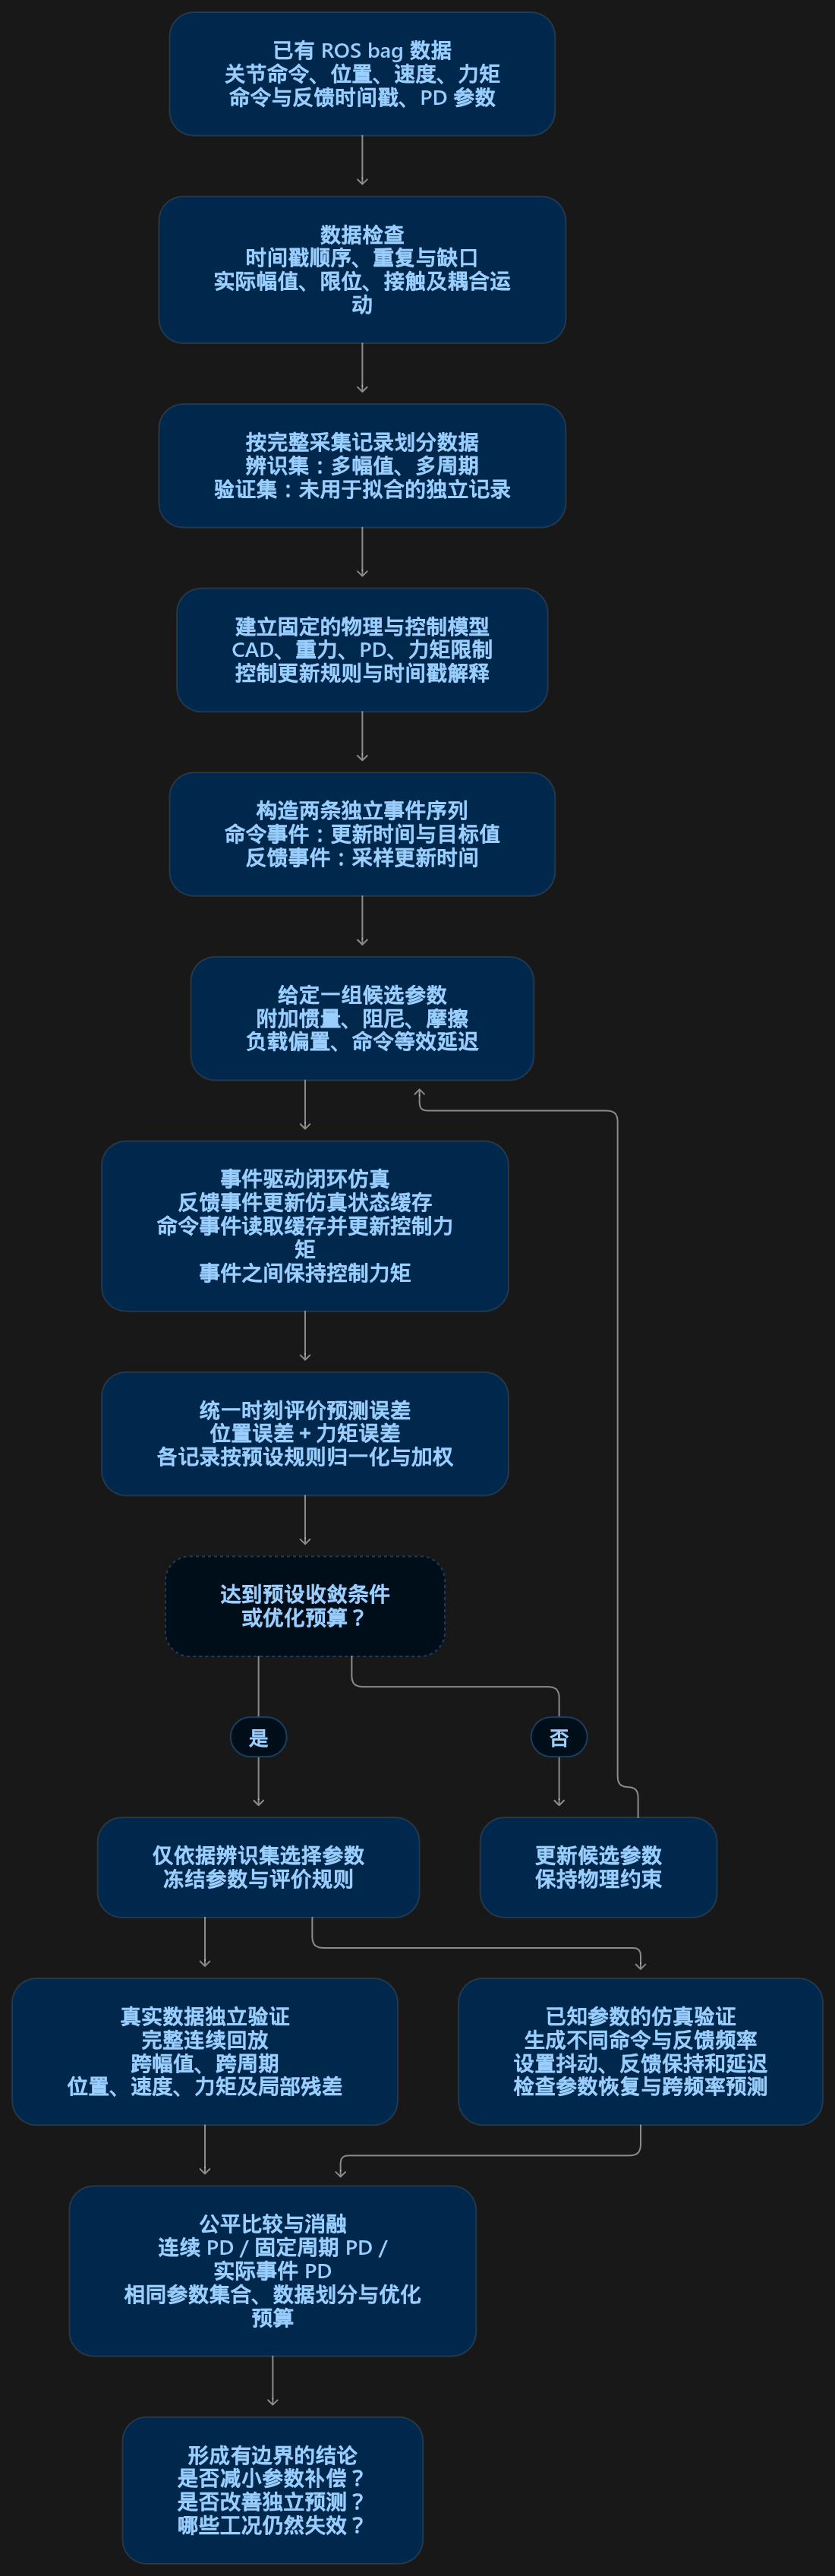 已有 ROS bag 数据
关节命令、位置、速度、力矩
命令与反馈时间戳、PD 参数
数据检查
时间戳顺序、重复与缺口
实际幅值、限位、接触及耦合运
动
按完整采集记录划分数据
辨识集：多幅值、多周期
验证集：未用于拟合的独立记录
建立固定的物理与控制模型
CAD、重力、PD、力矩限制
控制更新规则与时间戳解释
构造两条独立事件序列
命令事件：更新时间与目标值
反馈事件：采样更新时间
给定一组候选参数
附加惯量、阻尼、摩擦
负载偏置、命令等效延迟
事件驱动闭环仿真
反馈事件更新仿真状态缓存
命令事件读取缓存并更新控制力
矩
事件之间保持控制力矩
统一时刻评价预测误差
位置误差 + 力矩误差
各记录按预设规则归一化与加权
达到预设收敛条件
或优化预算？
是
否
仅依据辨识集选择参数
冻结参数与评价规则
更新候选参数
保持物理约束
真实数据独立验证
完整连续回放
跨幅值、跨周期
位置、速度、力矩及局部残差
已知参数的仿真验证
生成不同命令与反馈频率
设置抖动、反馈保持和延迟
检查参数恢复与跨频率预测
公平比较与消融
连续 PD / 固定周期 PD /
实际事件 PD
相同参数集合、数据划分与优化
预算
形成有边界的结论
是否减小参数补偿？
是否改善独立预测？
哪些工况仍然失效？